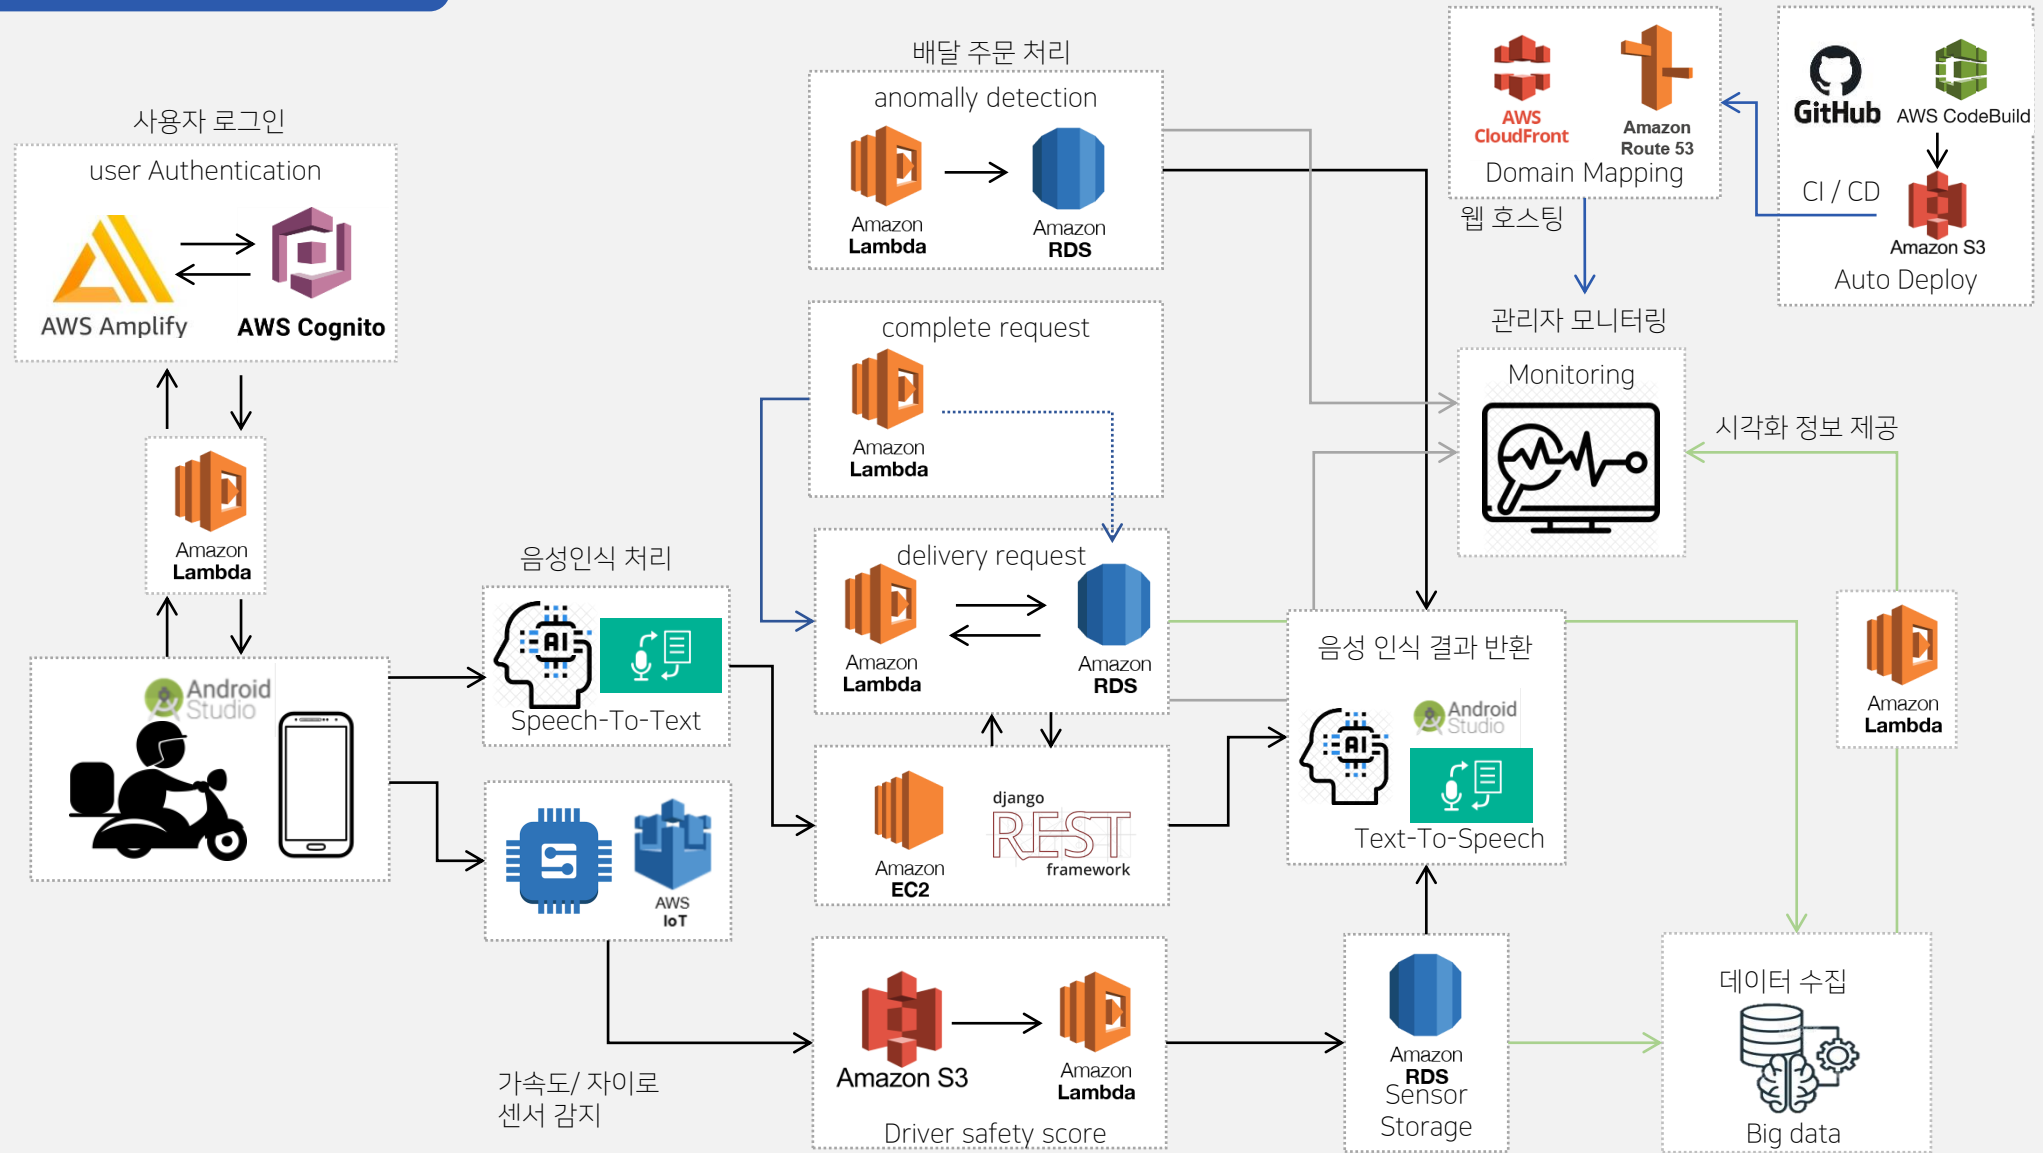 사용자 로그인
user Authentication
AWS Amplify
AWS Cognito
Amazon
Lambda
Android
Studio
음성인식 처리
AI
Speech-To-Text
AWS
IoT
가속도/ 자이로
센서 감지
배달 주문 처리
anomally detection
Amazon
Lambda
Amazon
RDS
complete request
Amazon
Lambda
delivery request
Amazon
Lambda
Amazon
RDS
Amazon
EC2
django
REST
framework
Amazon S3
Amazon
Lambda
Driver safety score
AWS
CloudFront
Amazon
Route 53
Domain Mapping
웹 호스팅
GitHub
AWS CodeBuild
CI / CD
Amazon S3
Auto Deploy
관리자 모니터링
Monitoring
시각화 정보 제공
음성 인식 결과 반환
AI
Android
Studio
Text-To-Speech
Amazon
Lambda
Amazon
RDS
Sensor
Storage
데이터 수집
Big data